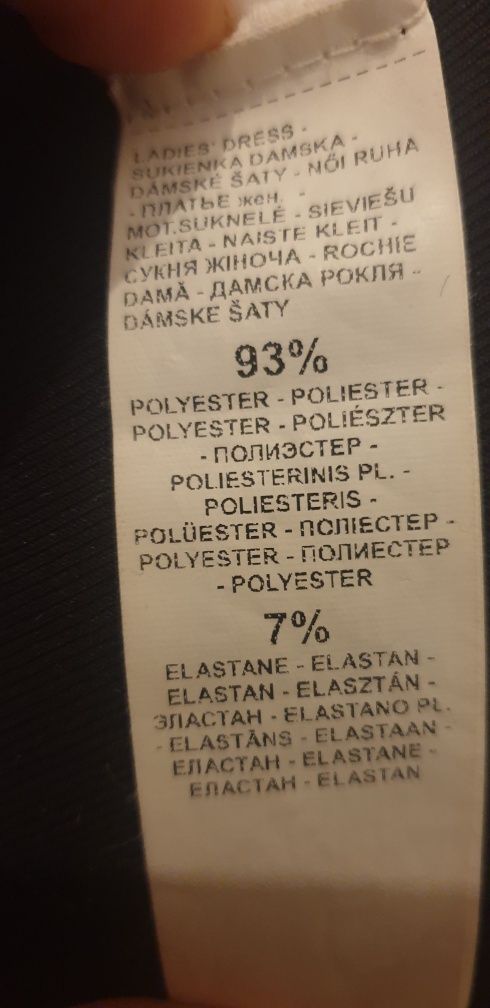 LADIES' DRESS -
SUKIENKA DAMSKA -
DÁMSKÉ ŠATY - NŐI RUHA
- ПЛАТЬЕ жен. -
MOT.SUKNELĖ - SIEVIEŠU
KLEITA - NAISTE KLEIT -
СУКНЯ ЖІНОЧА - ROCHIE
DAMĂ - ДАМСКА РОКЛЯ -
DÁMSKE ŠATY
93%
POLYESTER - POLIESTER -
POLYESTER - POLIÉSZTER
- ПОЛИЭСТЕР -
POLIESTERINIS PL. -
POLIESTERIS -
POLÜESTER - ПОЛІЕСТЕР -
POLYESTER - ПОЛИЕСТЕР
- POLYESTER
7%
ELASTANE - ELASTAN -
ELASTAN - ELASZTÁN -
ЭЛАСТАН - ELASTANO PL.
- ELASTĀNS - ELASTAAN -
ЕЛАСТАН - ELASTANE -
ЕЛАСТАН - ELASTAN